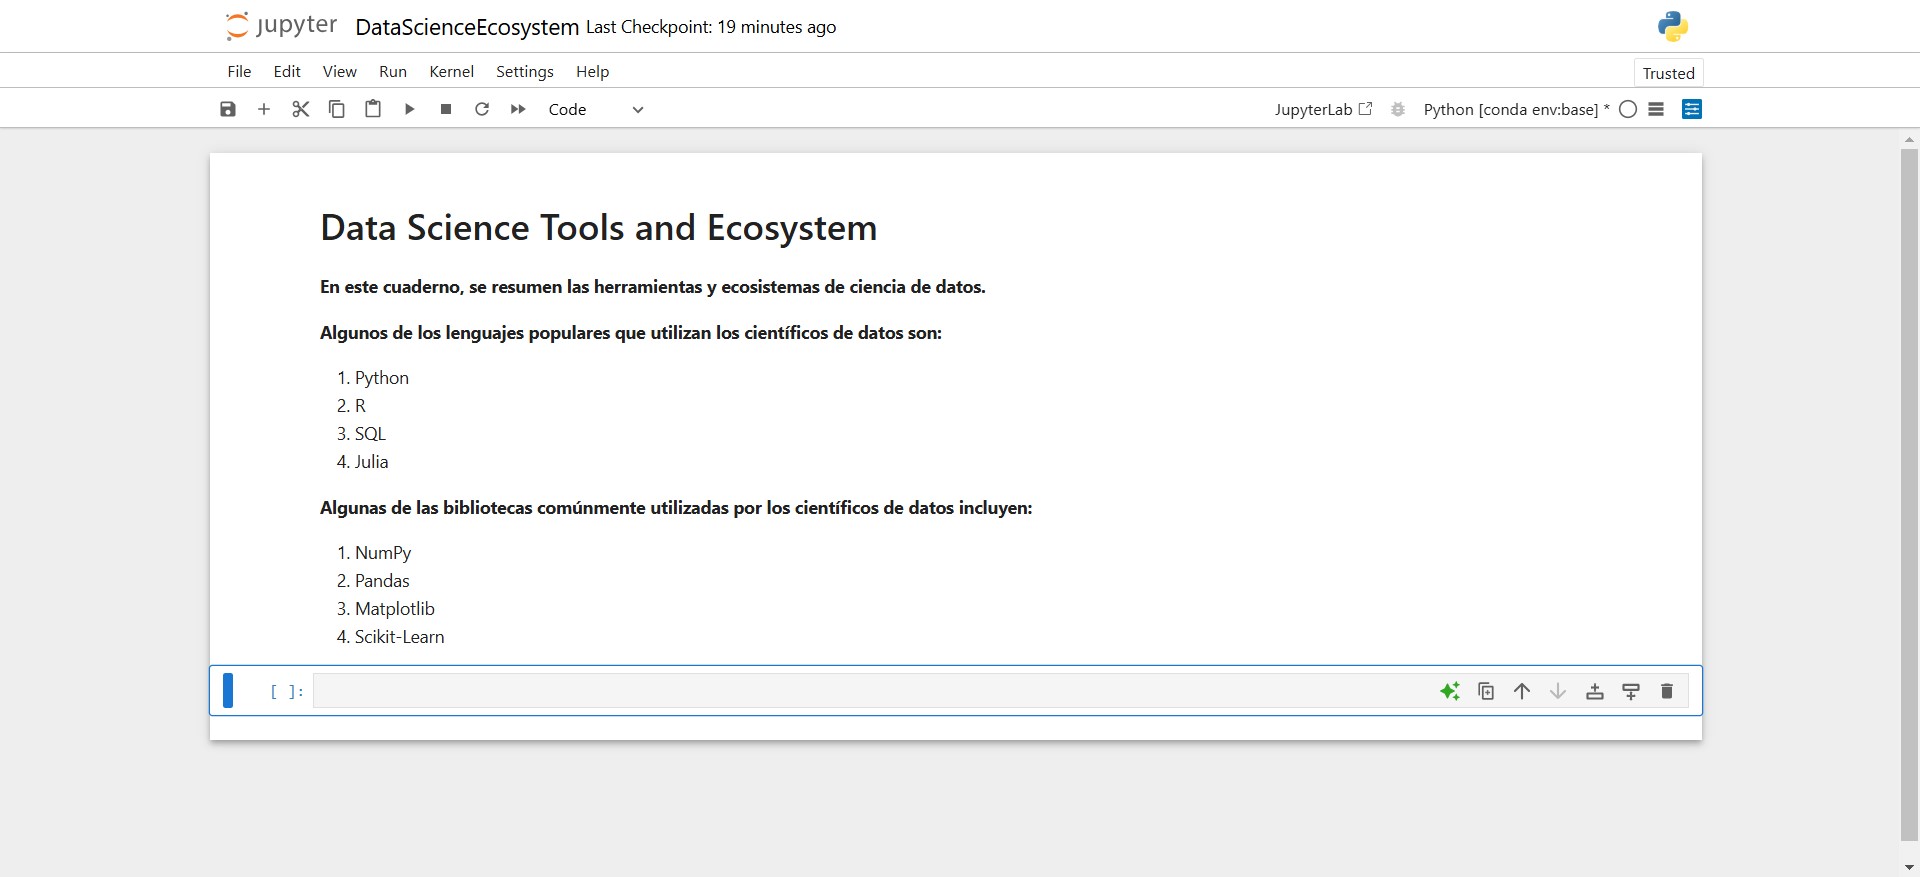 jupyter DataScienceEcosystem Last Checkpoint: 19 minutes ago
File Edit View Run Kernel Settings Help
Trusted
Code
JupyterLab Python [conda env:base] *
Data Science Tools and Ecosystem
En este cuaderno, se resumen las herramientas y ecosistemas de ciencia de datos.
Algunos de los lenguajes populares que utilizan los científicos de datos son:
1. Python
2. R
3. SQL
4. Julia
Algunas de las bibliotecas comúnmente utilizadas por los científicos de datos incluyen:
1. NumPy
2. Pandas
3. Matplotlib
4. Scikit-Learn
[ ]: